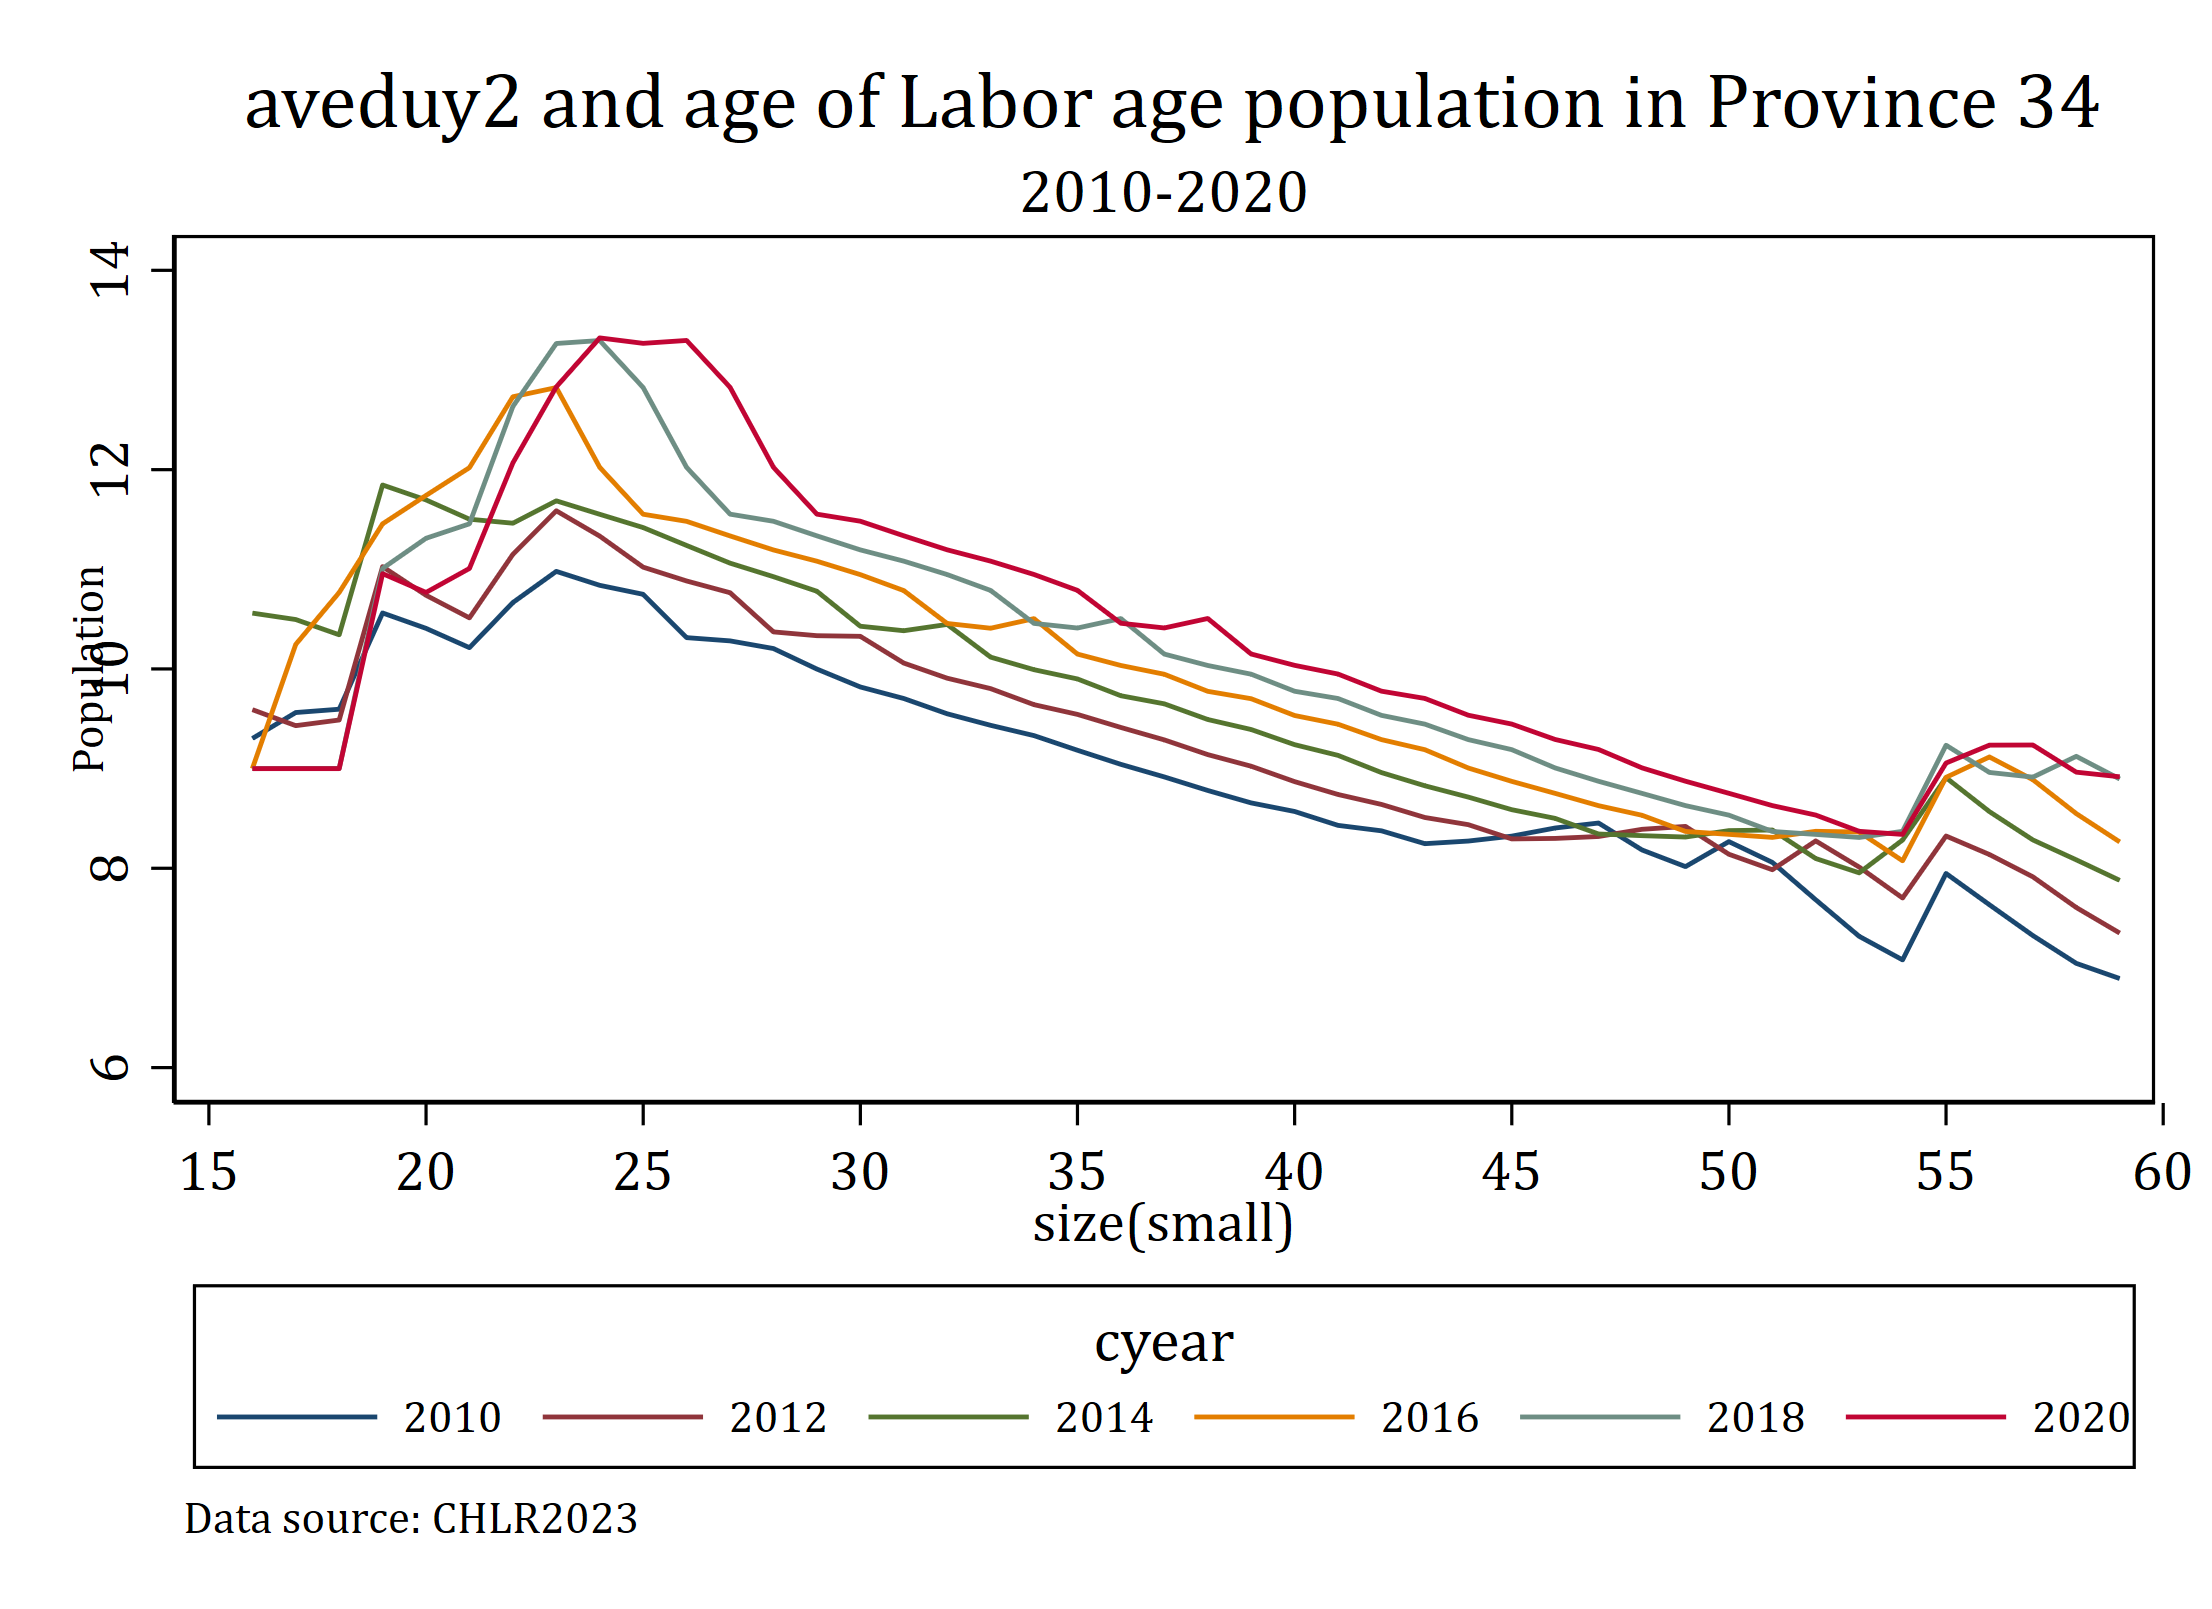 aveduy2 and age of Labor age population in Province 34
2010-2020
Population
14
12
10
8
6
15 20 25 30 35 40 45 50 55 60
size(small)
cyear
2010 2012 2014 2016 2018 2020
Data source: CHLR2023